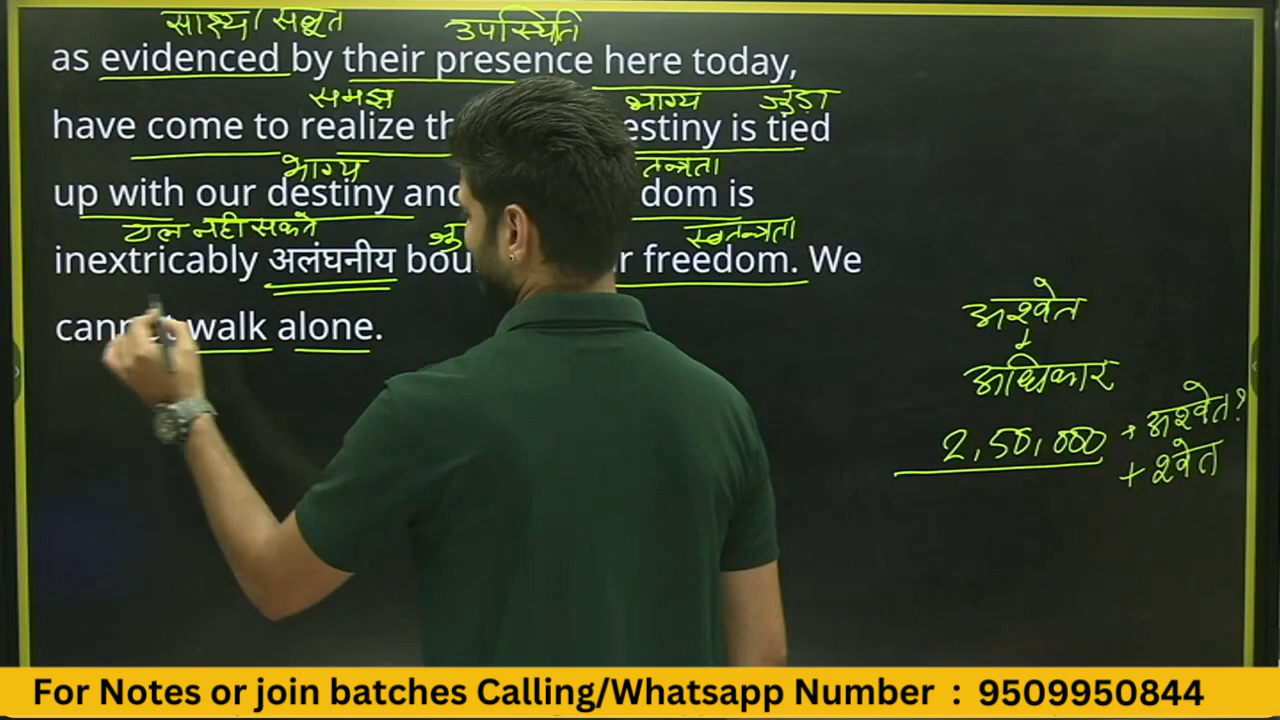 साक्ष्य/ सबूत उपस्थिति
as evidenced by their presence here today,
समझ भाग्य जुड़ा
have come to realize th estiny is tied
भाग्य तन्त्रता
up with our destiny and dom is
चल नही सकते स्वतन्त्रता
inextricably अलंघनीय bou r freedom. We
cannot walk alone.
अश्वेत
अधिकार
2,50,000 → अश्वेत?
+ श्वेत
For Notes or join batches Calling/Whatsapp Number : 9509950844